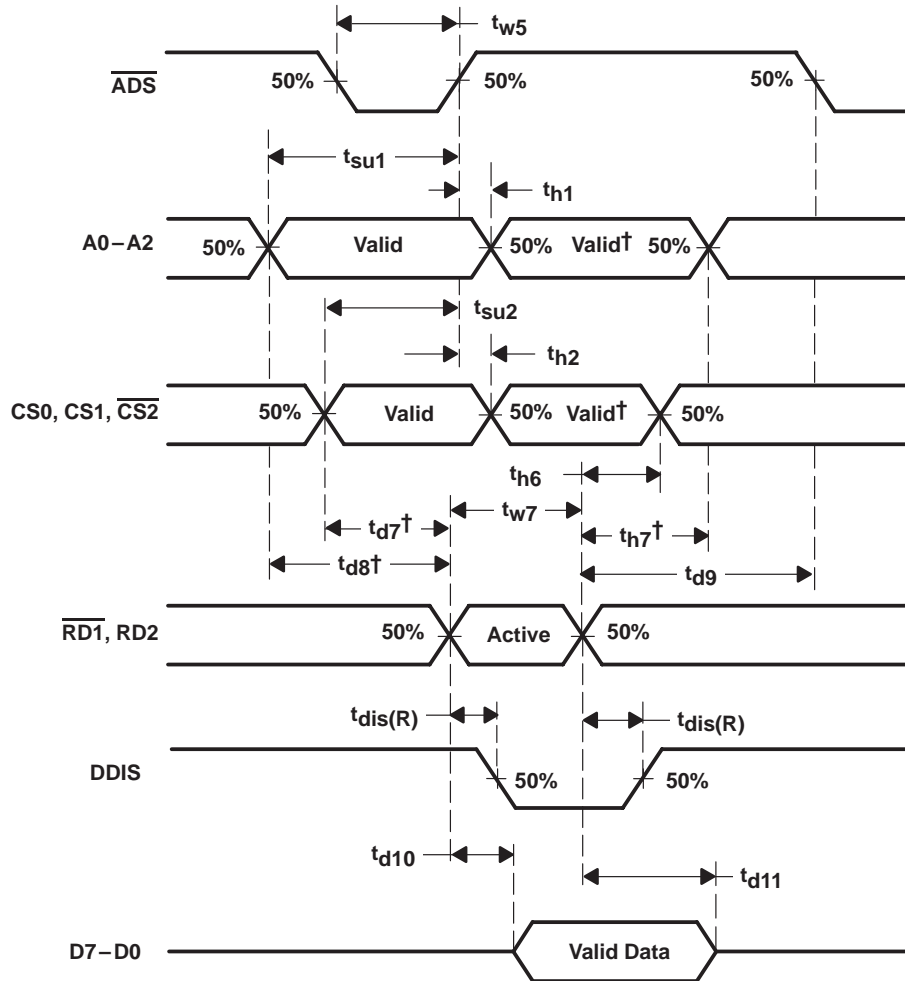 tw5
ADS
50% 50% 50%
tsu1
th1
A0–A2
50% Valid 50% Valid† 50%
tsu2
th2
CS0, CS1, CS2
50% Valid 50% Valid† 50%
th6
tw7
td7† th7†
td8† td9
RD1, RD2
50% Active 50%
tdis(R) tdis(R)
DDIS
50% 50%
td10
td11
D7–D0 Valid Data